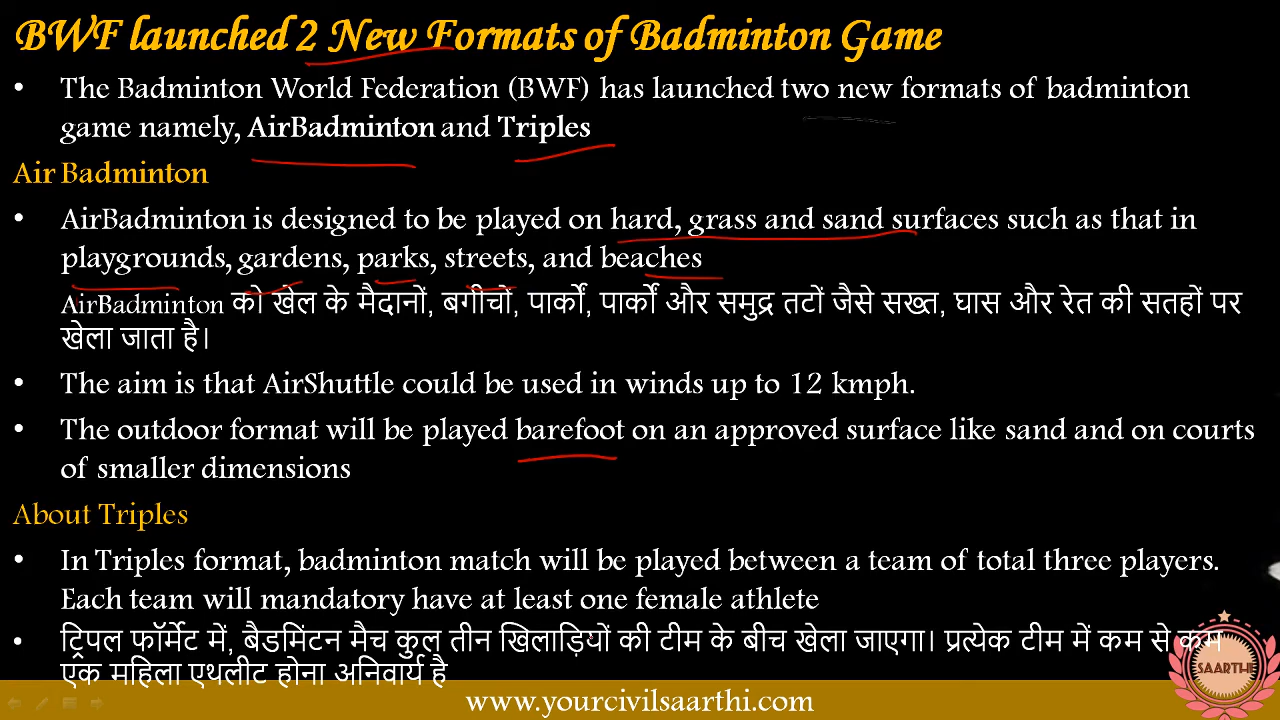 BWF launched 2 New Formats of Badminton Game
• The Badminton World Federation (BWF) has launched two new formats of badminton
game namely, AirBadminton and Triples
Air Badminton
• AirBadminton is designed to be played on hard, grass and sand surfaces such as that in
playgrounds, gardens, parks, streets, and beaches
AirBadminton को खेल के मैदानों, बगीचों, पार्कों, पार्कों और समुद्र तटों जैसे सख्त, घास और रेत की सतहों पर
खेला जाता है।
• The aim is that AirShuttle could be used in winds up to 12 kmph.
• The outdoor format will be played barefoot on an approved surface like sand and on courts
of smaller dimensions
About Triples
• In Triples format, badminton match will be played between a team of total three players.
Each team will mandatory have at least one female athlete
• ट्रिपल फॉर्मेट में, बैडमिंटन मैच कुल तीन खिलाड़ियों की टीम के बीच खेला जाएगा। प्रत्येक टीम में कम से कम
एक महिला एथलीट होना अनिवार्य है
SAARTHI
www.yourcivilsaarthi.com